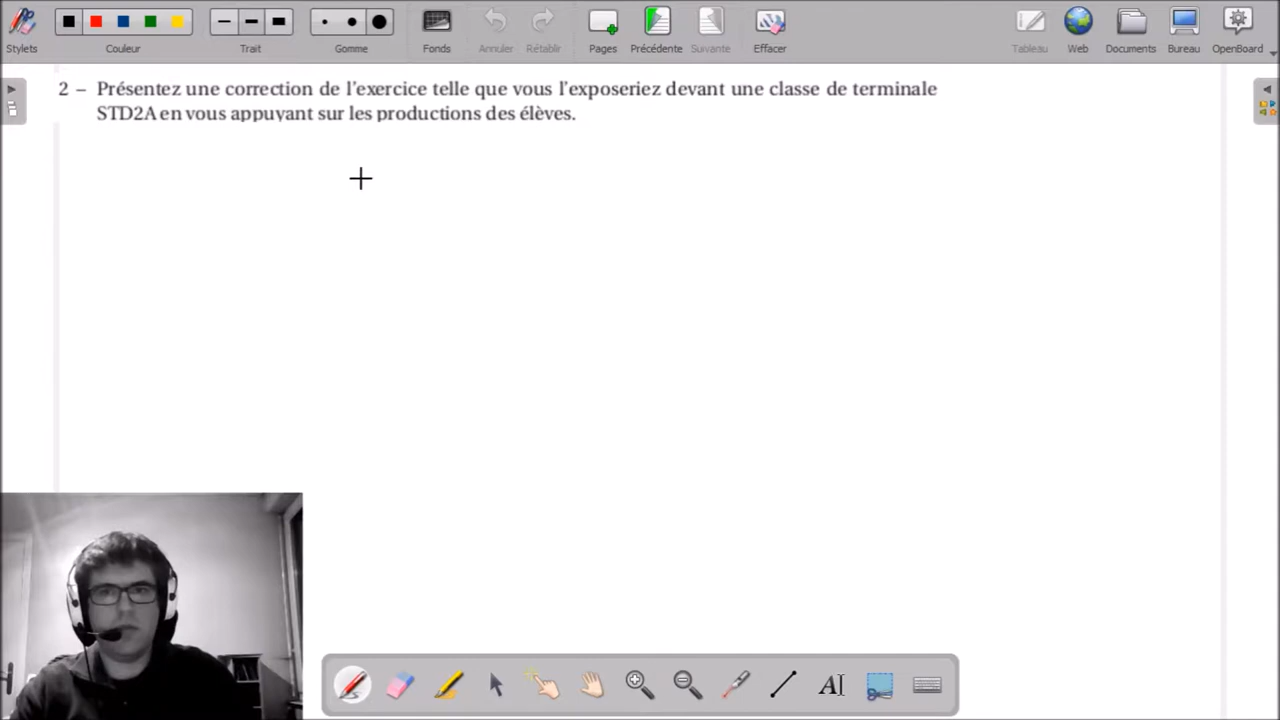 Stylets Couleur Trait Gomme Fonds Annuler Rétablir Pages Précédente Suivante Effacer Tableau Web Documents Bureau OpenBoard
2 – Présentez une correction de l'exercice telle que vous l'exposeriez devant une classe de terminale
STD2A en vous appuyant sur les productions des élèves.
AI